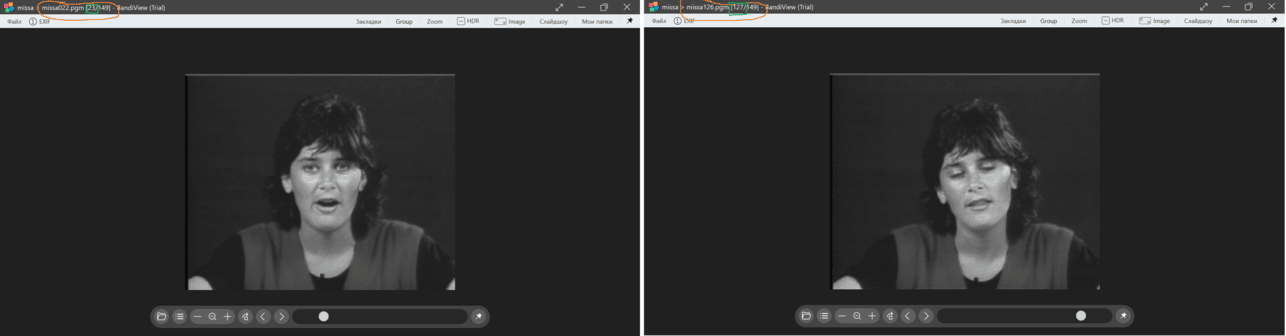 missa > missa022.pgm [23/149] - BandiView (Trial)
Файл EXIF Закладки Group Zoom HDR Image Слайдшоу Мои папки
missa > missa126.pgm [127/149] - BandiView (Trial)
Файл EXIF Закладки Group Zoom HDR Image Слайдшоу Мои папки